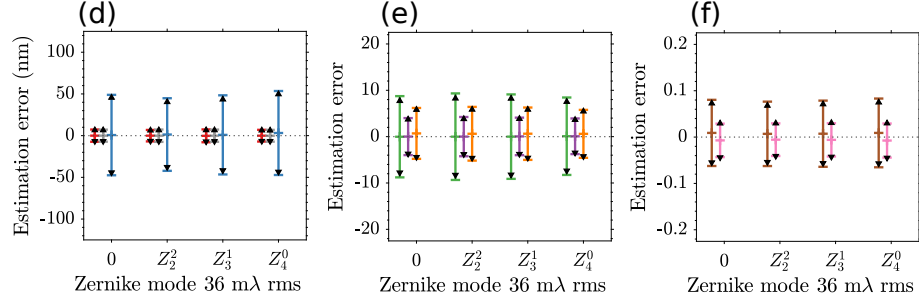 (d)
Estimation error (nm)
100
50
0
-50
-100
0 Z₂² Z₃¹ Z₄⁰
Zernike mode 36 mλ rms
(e)
Estimation error
20
10
0
-10
-20
0 Z₂² Z₃¹ Z₄⁰
Zernike mode 36 mλ rms
(f)
Estimation error
0.2
0.1
0
-0.1
-0.2
0 Z₂² Z₃¹ Z₄⁰
Zernike mode 36 mλ rms